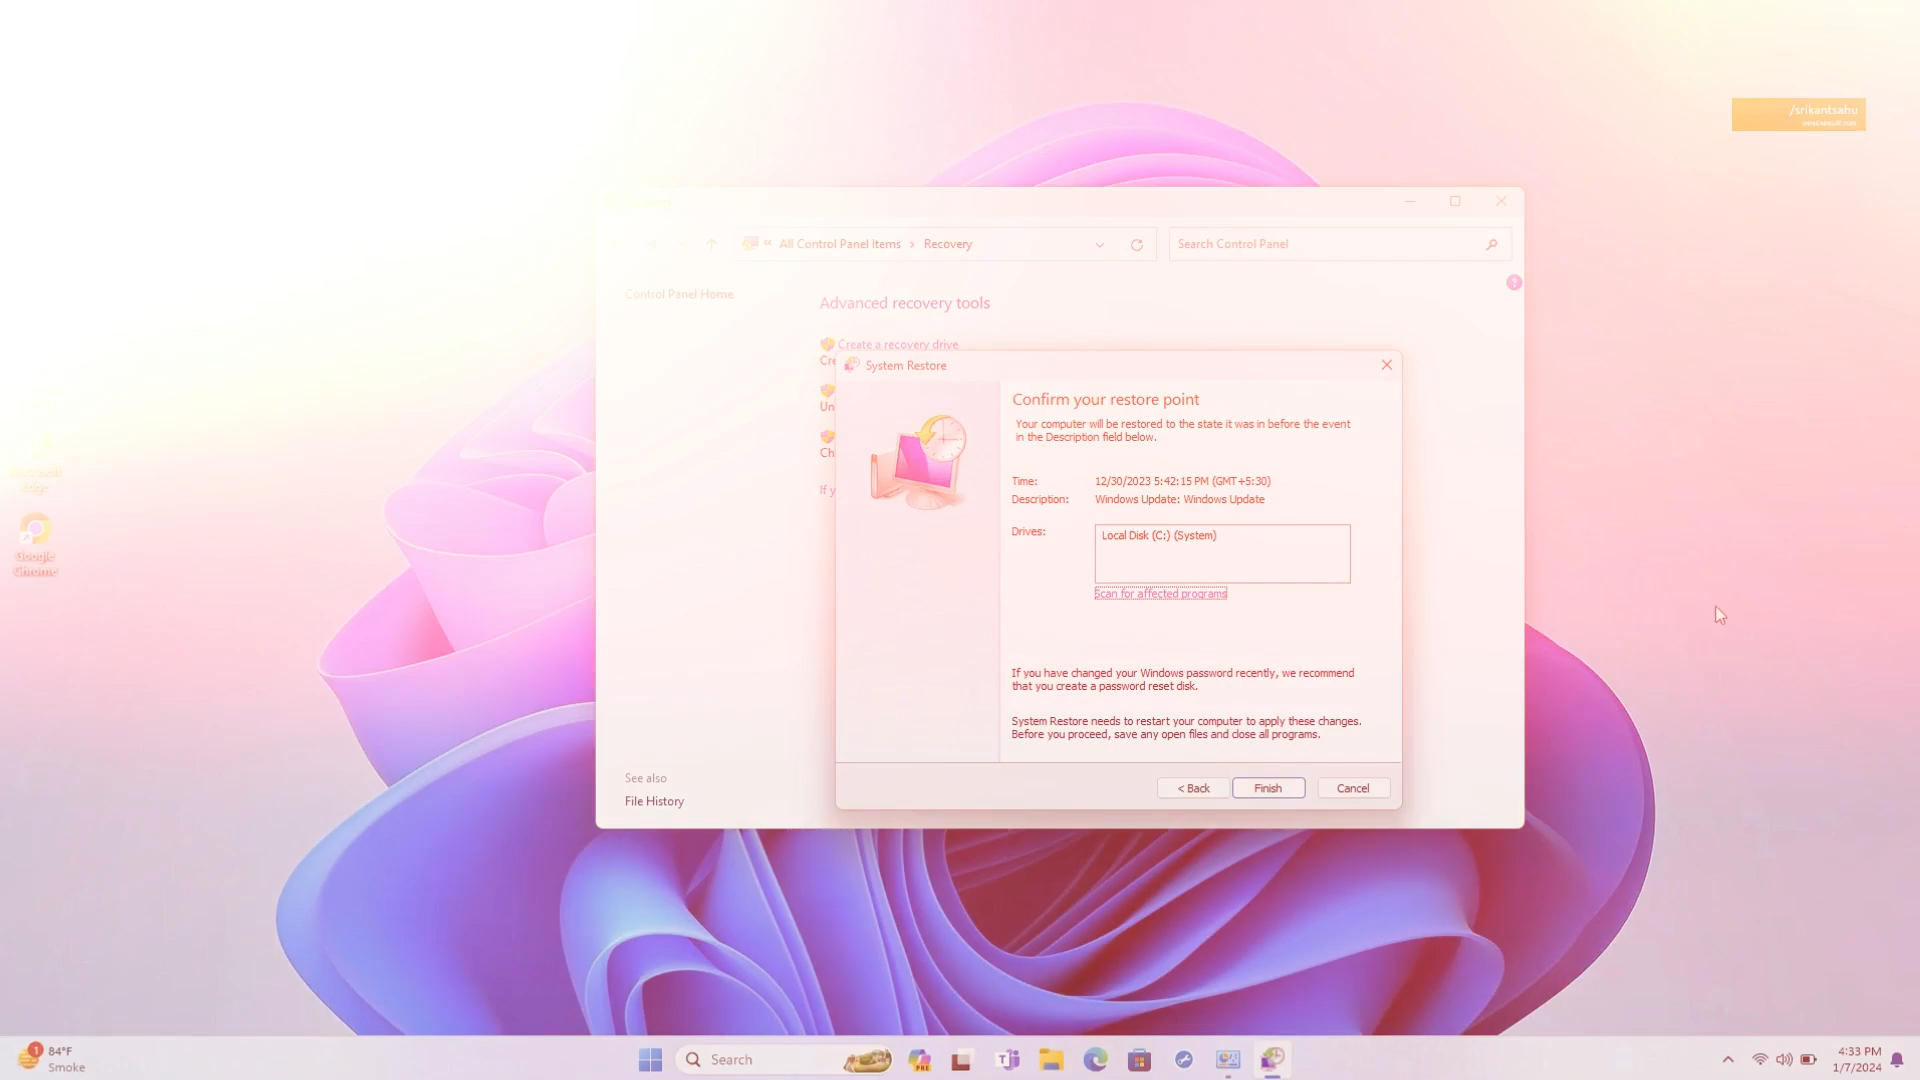 /srikantsahu
All Control Panel Items > Recovery
Search Control Panel
Control Panel Home
Advanced recovery tools
Create a recovery drive
Cre
Un
Ch
If y
System Restore
Confirm your restore point
Your computer will be restored to the state it was in before the event
in the Description field below.
Time: 12/30/2023 5:42:15 PM (GMT+5:30)
Description: Windows Update: Windows Update
Drives:
Local Disk (C:) (System)
Scan for affected programs
If you have changed your Windows password recently, we recommend
that you create a password reset disk.
System Restore needs to restart your computer to apply these changes.
Before you proceed, save any open files and close all programs.
< Back
Finish
Cancel
See also
File History
Microsoft
Edge
Google
Chrome
1
84°F
Smoke
Search
PRE
4:33 PM
1/7/2024